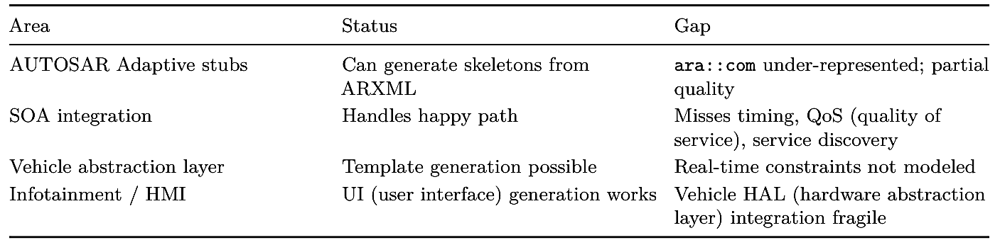 Area Status Gap
AUTOSAR Adaptive stubs Can generate skeletons from ara::com under-represented; partial
ARXML quality
SOA integration Handles happy path Misses timing, QoS (quality of
service), service discovery
Vehicle abstraction layer Template generation possible Real-time constraints not modeled
Infotainment / HMI UI (user interface) generation works Vehicle HAL (hardware abstraction
layer) integration fragile